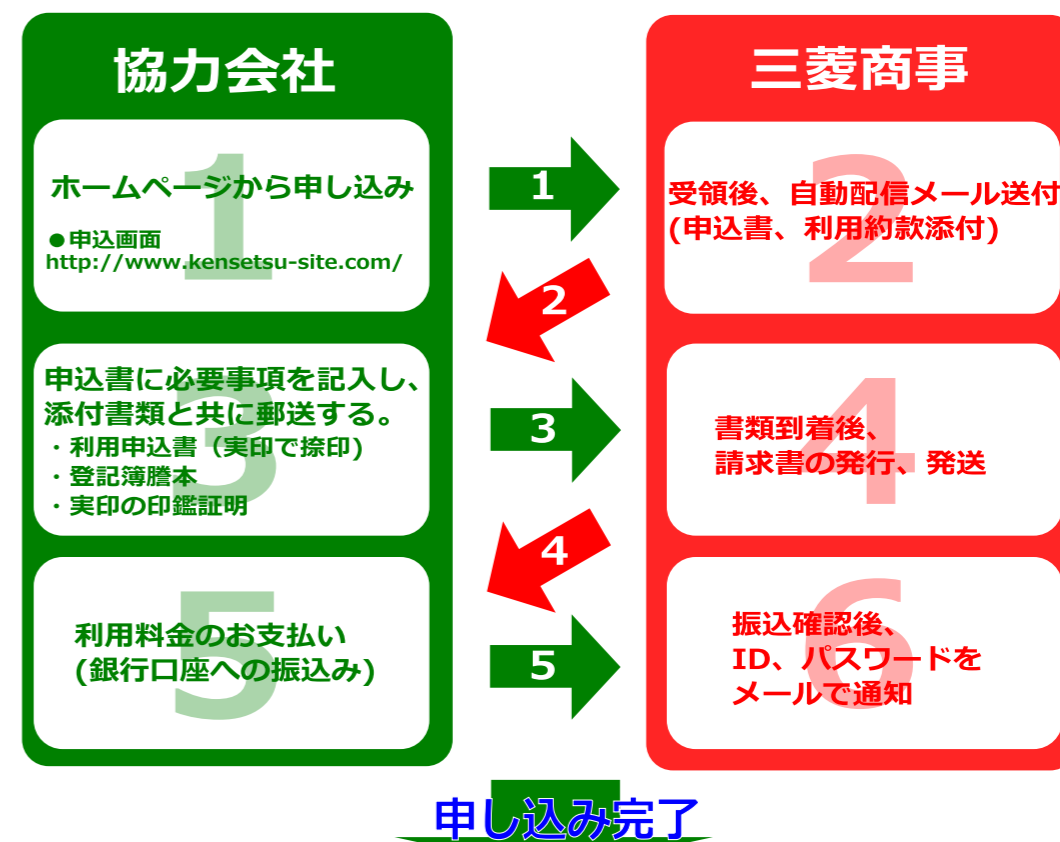 協力会社
1
ホームページから申し込み
●申込画面
http://www.kensetsu-site.com/
1
三菱商事
2
受領後、自動配信メール送付
(申込書、利用約款添付)
2
3
申込書に必要事項を記入し、
添付書類と共に郵送する。
・利用申込書（実印で捺印)
・登記簿謄本
・実印の印鑑証明
3
4
書類到着後、
請求書の発行、発送
4
5
利用料金のお支払い
(銀行口座への振込み)
5
6
振込確認後、
ID、パスワードを
メールで通知
申し込み完了